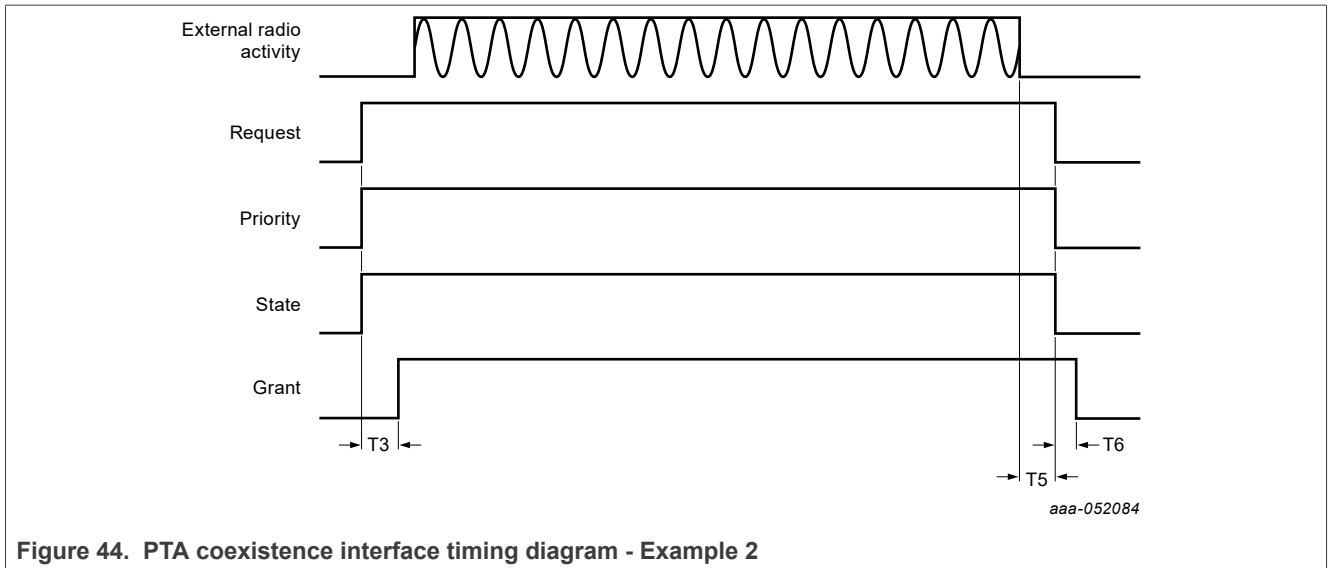 External radio
activity
Request
Priority
State
Grant
T3
T6
T5
aaa-052084
Figure 44. PTA coexistence interface timing diagram - Example 2